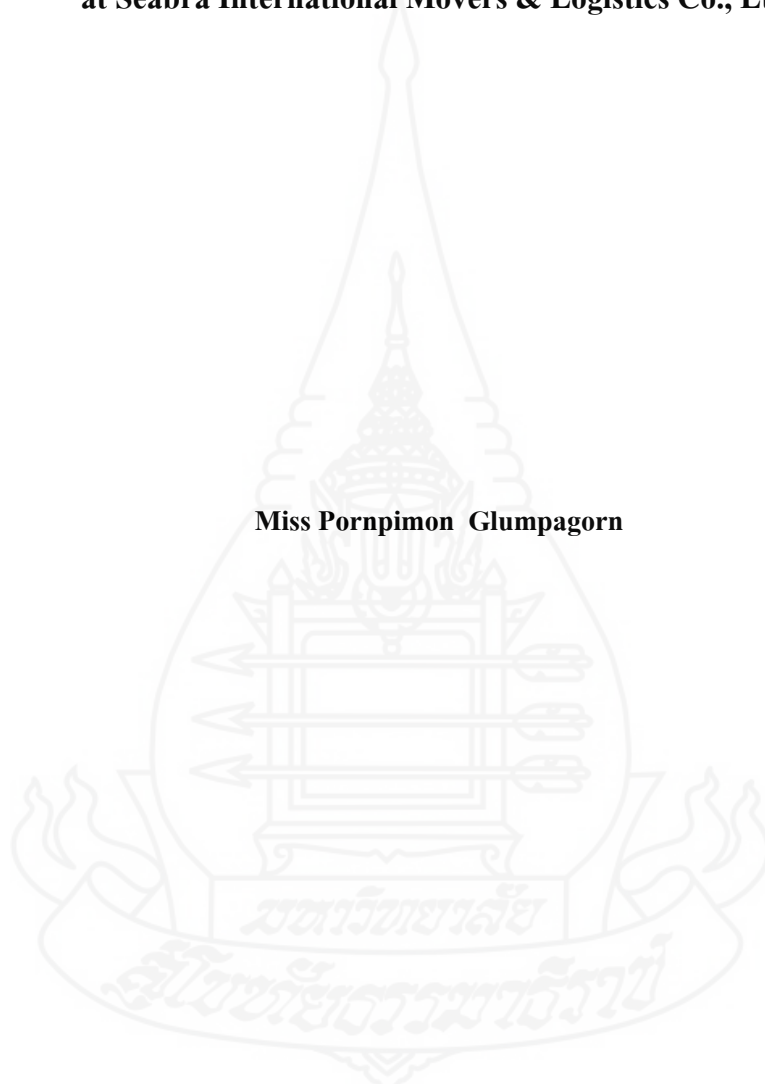 at Seabra International Movers & Logistics Co., Lt
Miss Pornpimon Glumpagorn
มหาวิทยาลัย
สุโขทัยธรรมาธิราช